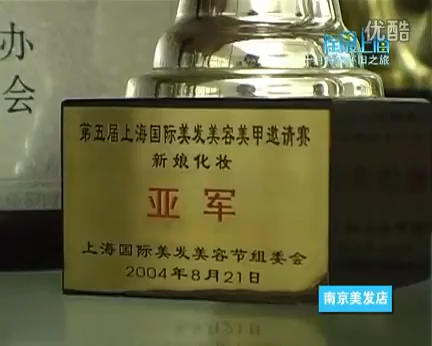 优酷
办
会
第五届上海国际美发美容美甲邀请赛
新娘化妆
亚军
上海国际美发美容节组委会
2004年8月21日
南京美发店